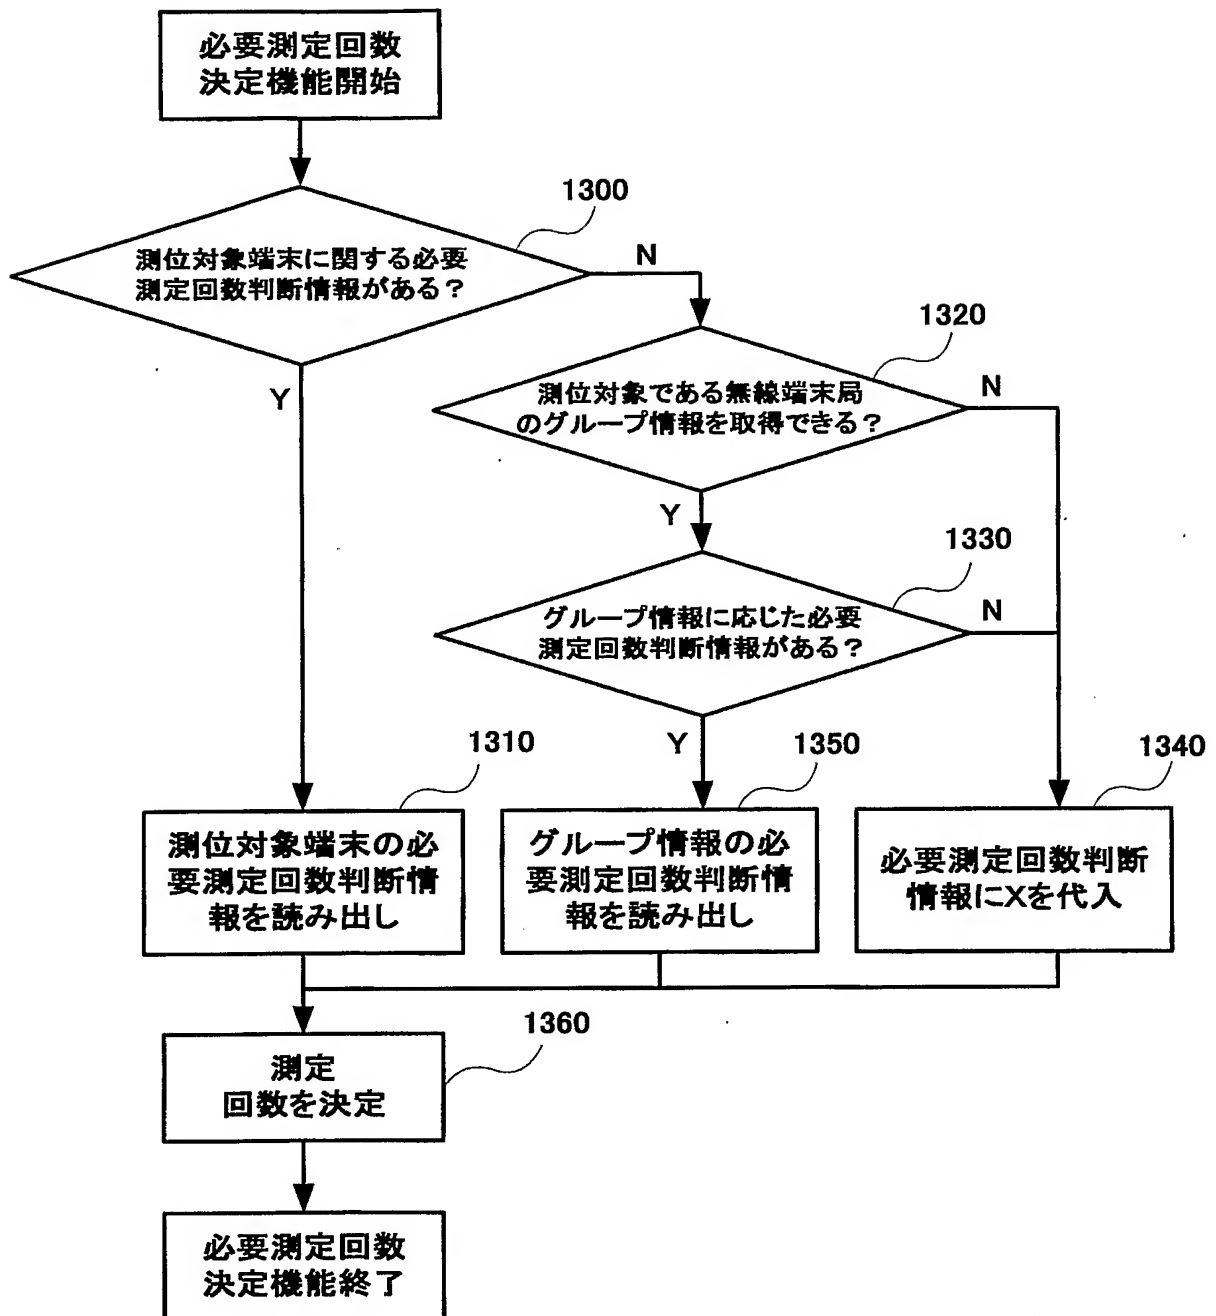 必要測定回数
決定機能開始
1300
測位対象端末に関する必要
測定回数判断情報がある？
N
Y
1320
測位対象である無線端末局
のグループ情報を取得できる？
N
Y
1330
グループ情報に応じた必要
測定回数判断情報がある？
N
Y
1310
測位対象端末の必
要測定回数判断情
報を読み出し
1350
グループ情報の必
要測定回数判断情
報を読み出し
1340
必要測定回数判断
情報にXを代入
1360
測定
回数を決定
必要測定回数
決定機能終了